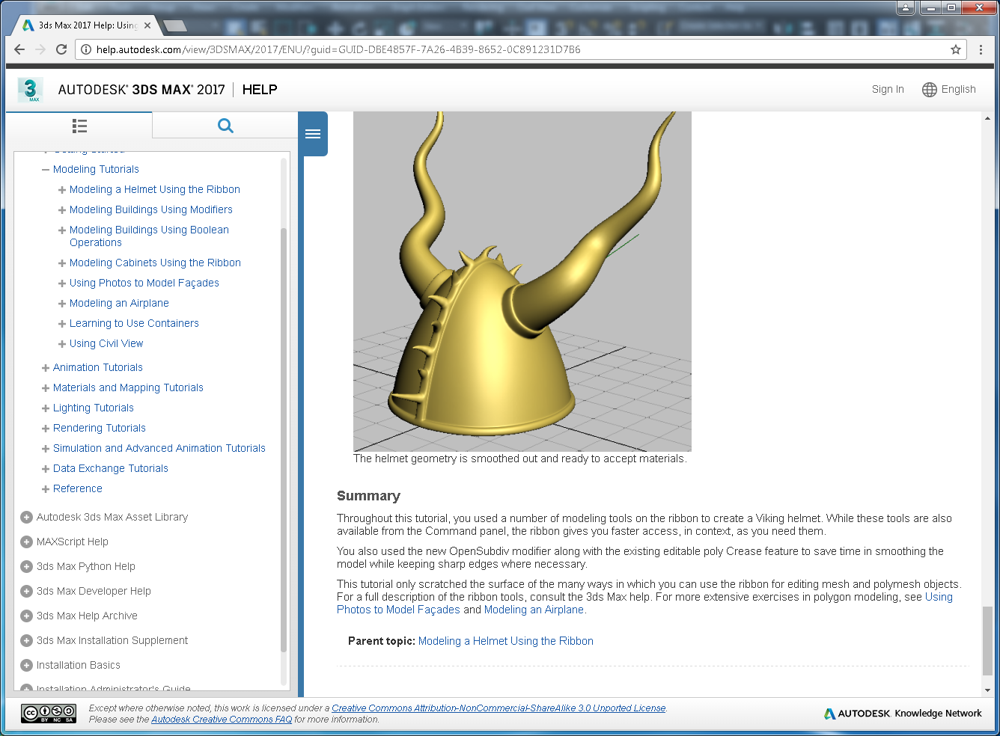 3ds Max 2017 Help: Using
help.autodesk.com/view/3DSMAX/2017/ENU/?guid=GUID-DBE4857F-7A26-4B39-8652-0C891231D7B6
3
MAX
AUTODESK® 3DS MAX® 2017 | HELP
Sign In
English
Getting Started
Modeling Tutorials
Modeling a Helmet Using the Ribbon
Modeling Buildings Using Modifiers
Modeling Buildings Using Boolean
Operations
Modeling Cabinets Using the Ribbon
Using Photos to Model Façades
Modeling an Airplane
Learning to Use Containers
Using Civil View
Animation Tutorials
Materials and Mapping Tutorials
Lighting Tutorials
Rendering Tutorials
Simulation and Advanced Animation Tutorials
Data Exchange Tutorials
Reference
Autodesk 3ds Max Asset Library
MAXScript Help
3ds Max Python Help
3ds Max Developer Help
3ds Max Help Archive
3ds Max Installation Supplement
Installation Basics
Installation Administrator's Guide
The helmet geometry is smoothed out and ready to accept materials.
Summary
Throughout this tutorial, you used a number of modeling tools on the ribbon to create a Viking helmet. While these tools are also
available from the Command panel, the ribbon gives you faster access, in context, as you need them.
You also used the new OpenSubdiv modifier along with the existing editable poly Crease feature to save time in smoothing the
model while keeping sharp edges where necessary.
This tutorial only scratched the surface of the many ways in which you can use the ribbon for editing mesh and polymesh objects.
For a full description of the ribbon tools, consult the 3ds Max help. For more extensive exercises in polygon modeling, see Using
Photos to Model Façades and Modeling an Airplane.
Parent topic: Modeling a Helmet Using the Ribbon
cc BY NC SA
Except where otherwise noted, this work is licensed under a Creative Commons Attribution-NonCommercial-ShareAlike 3.0 Unported License.
Please see the Autodesk Creative Commons FAQ for more information.
AUTODESK. Knowledge Network